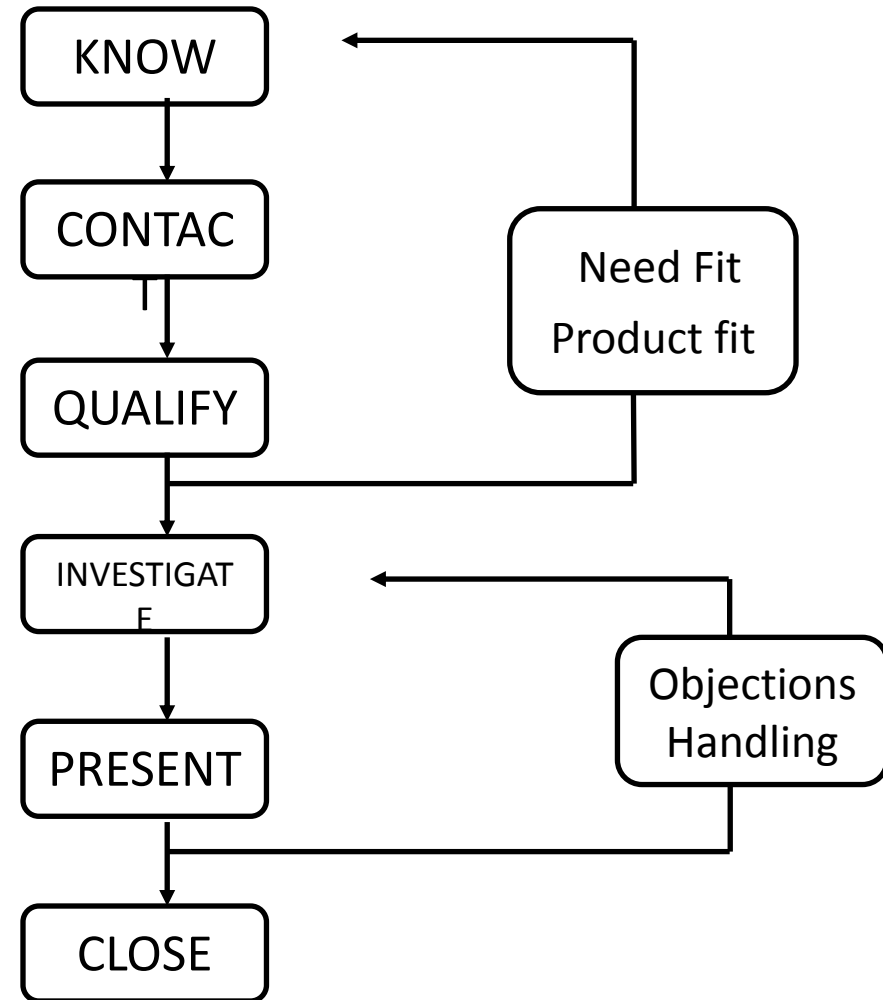 KNOW
CONTAC
T
Need Fit
Product fit
QUALIFY
INVESTIGAT
E
Objections
Handling
PRESENT
CLOSE